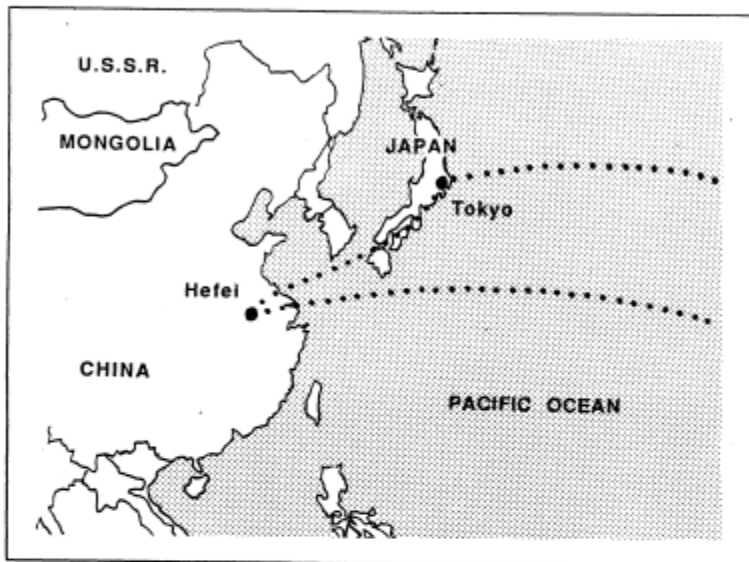 U.S.S.R.
MONGOLIA
JAPAN
Tokyo
Hefei
CHINA
PACIFIC OCEAN